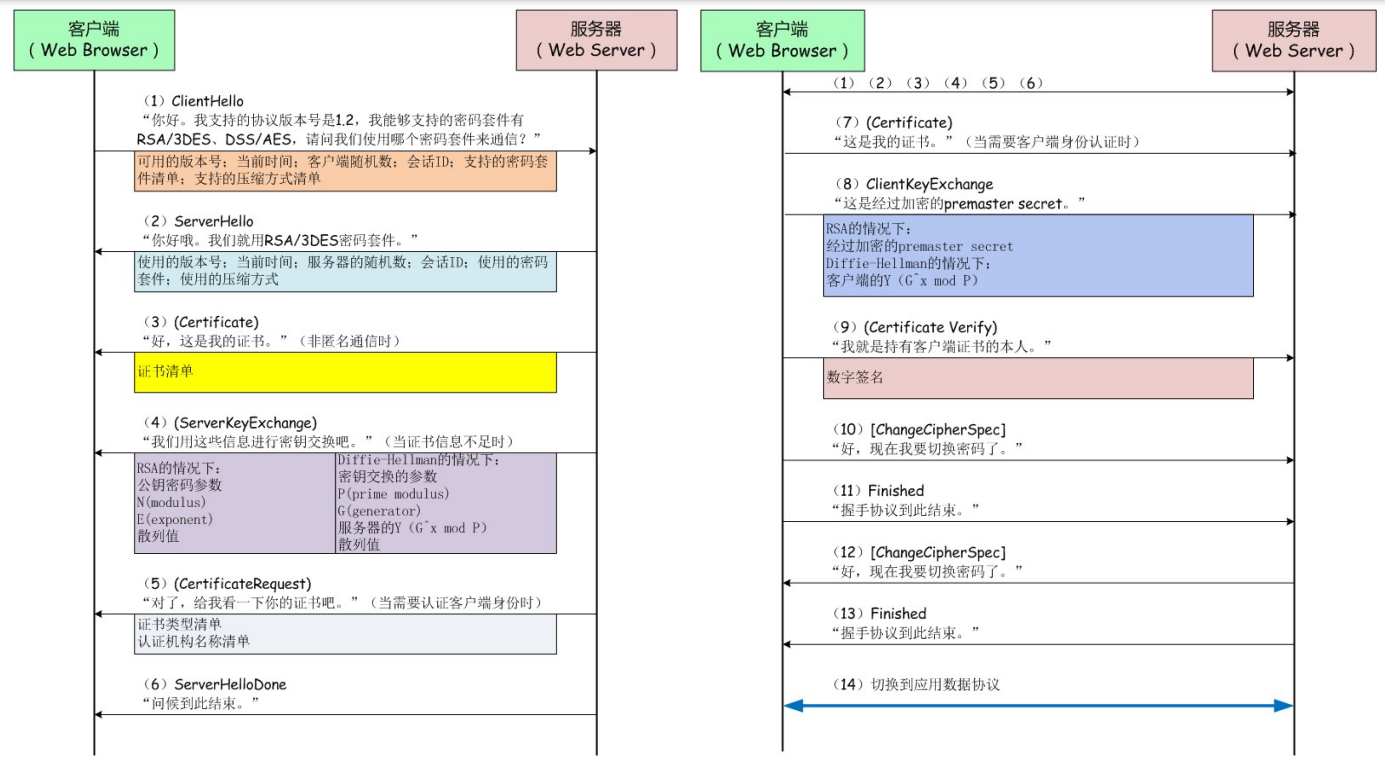 客户端
( Web Browser )
服务器
( Web Server )
（1）ClientHello
“你好。我支持的协议版本号是1.2，我能够支持的密码套件有
RSA/3DES、DSS/AES，请问我们使用哪个密码套件来通信？”
可用的版本号；当前时间；客户端随机数；会话ID；支持的密码套
件清单；支持的压缩方式清单
（2）ServerHello
“你好哦。我们就用RSA/3DES密码套件。”
使用的版本号；当前时间；服务器的随机数；会话ID；使用的密码
套件；使用的压缩方式
（3）(Certificate)
“好，这是我的证书。”（非匿名通信时）
证书清单
（4）(ServerKeyExchange)
“我们用这些信息进行密钥交换吧。”（当证书信息不足时）
RSA的情况下：
公钥密码参数
N(modulus)
E(exponent)
散列值
Diffie-Hellman的情况下：
密钥交换的参数
P(prime modulus)
G(generator)
服务器的Y（G^x mod P）
散列值
（5）(CertificateRequest)
“对了，给我看一下你的证书吧。”（当需要认证客户端身份时）
证书类型清单
认证机构名称清单
（6）ServerHelloDone
“问候到此结束。”
客户端
( Web Browser )
服务器
( Web Server )
（1）（2）（3）（4）（5）（6）
（7）(Certificate)
“这是我的证书。”（当需要客户端身份认证时）
（8）ClientKeyExchange
“这是经过加密的premaster secret。”
RSA的情况下：
经过加密的premaster secret
Diffie-Hellman的情况下：
客户端的Y（G^x mod P）
（9）(Certificate Verify)
“我就是持有客户端证书的本人。”
数字签名
（10）[ChangeCipherSpec]
“好，现在我要切换密码了。”
（11）Finished
“握手协议到此结束。”
（12）[ChangeCipherSpec]
“好，现在我要切换密码了。”
（13）Finished
“握手协议到此结束。”
（14）切换到应用数据协议